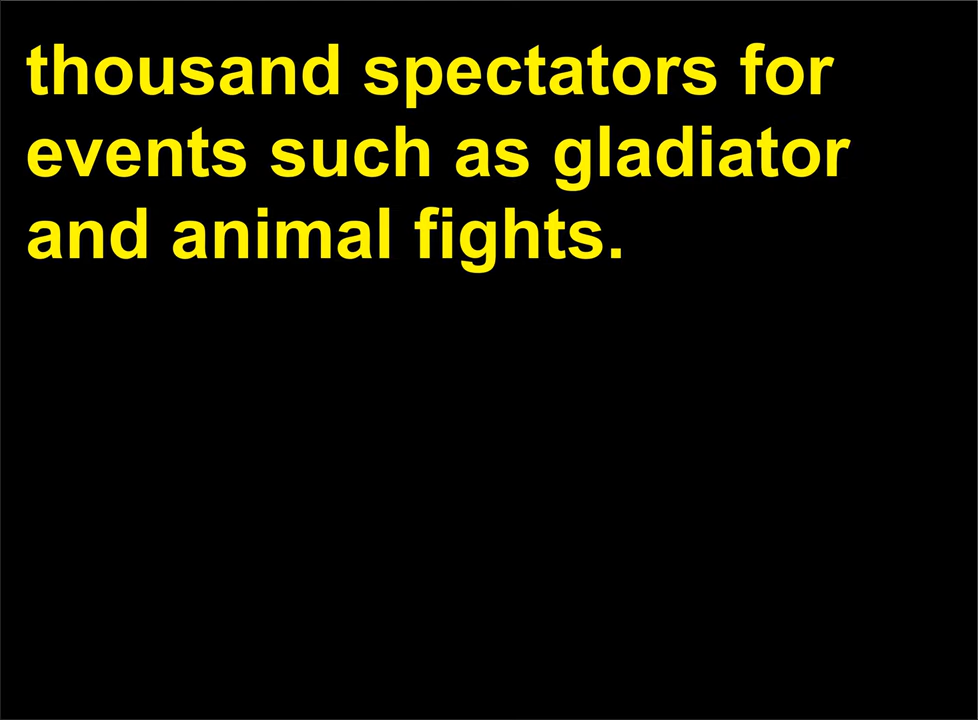 thousand spectators for
events such as gladiator
and animal fights.